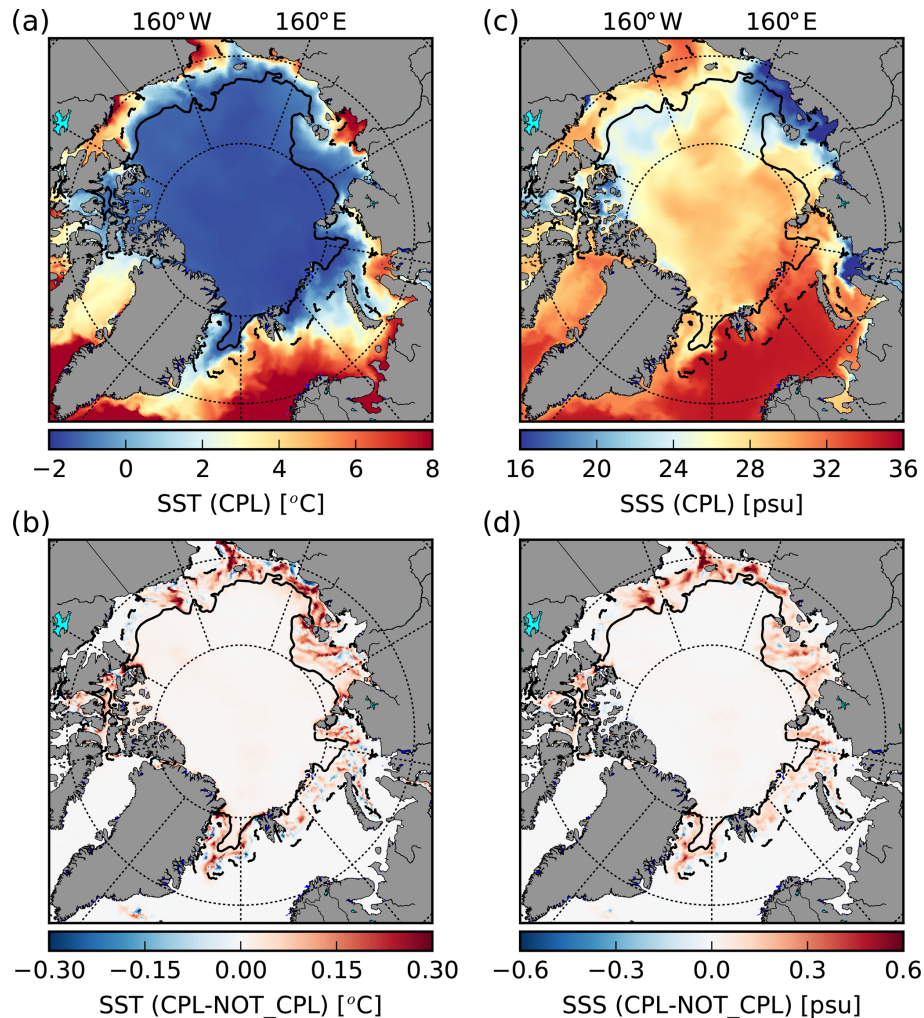 (a) 160°W 160°E
(c) 160°W 160°E
−2 0 2 4 6 8
SST (CPL) [°C]
16 20 24 28 32 36
SSS (CPL) [psu]
(b)
(d)
−0.30 −0.15 0.00 0.15 0.30
SST (CPL-NOT_CPL) [°C]
−0.6 −0.3 0.0 0.3 0.6
SSS (CPL-NOT_CPL) [psu]